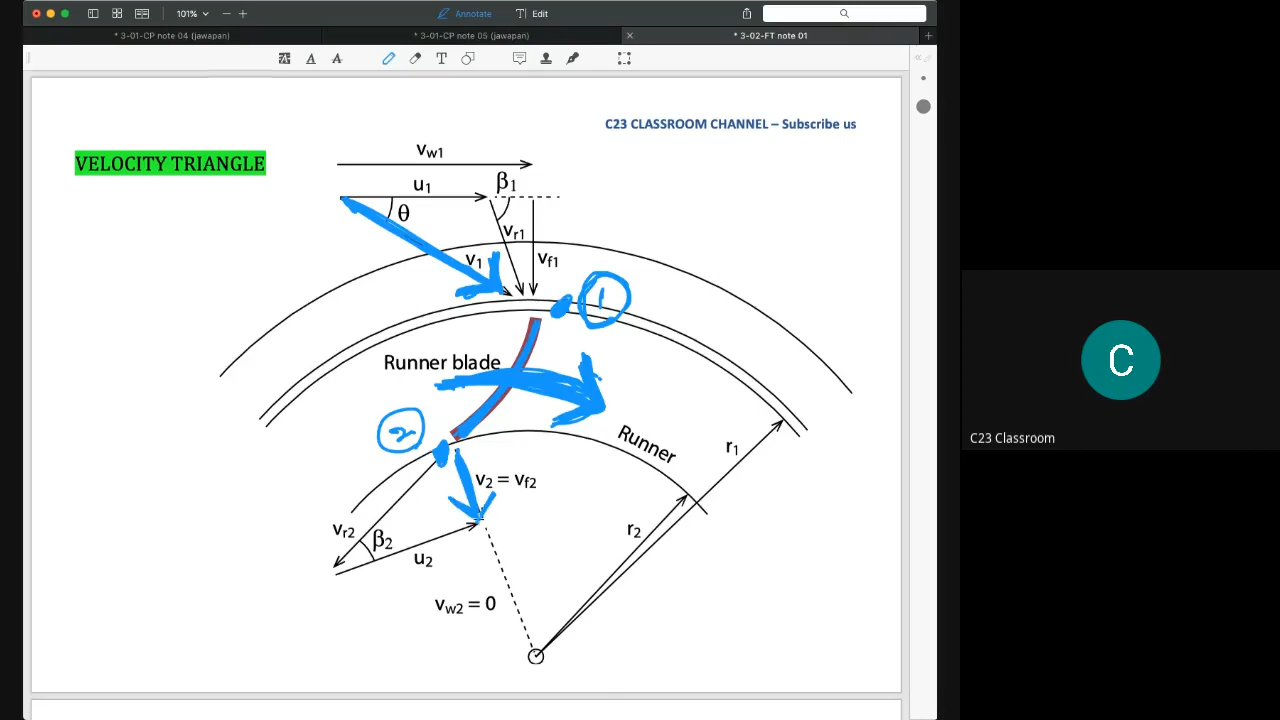 101%
Annotate
T Edit
* 3-01-CP note 04 (jawapan)
* 3-01-CP note 05 (jawapan)
* 3-02-FT note 01
C23 CLASSROOM CHANNEL – Subscribe us
VELOCITY TRIANGLE
vw1
u1
β1
θ
vr1
v1
vf1
1
Runner blade
2
Runner
r1
v2 = vf2
r2
vr2
β2
u2
vw2 = 0
C
C23 Classroom